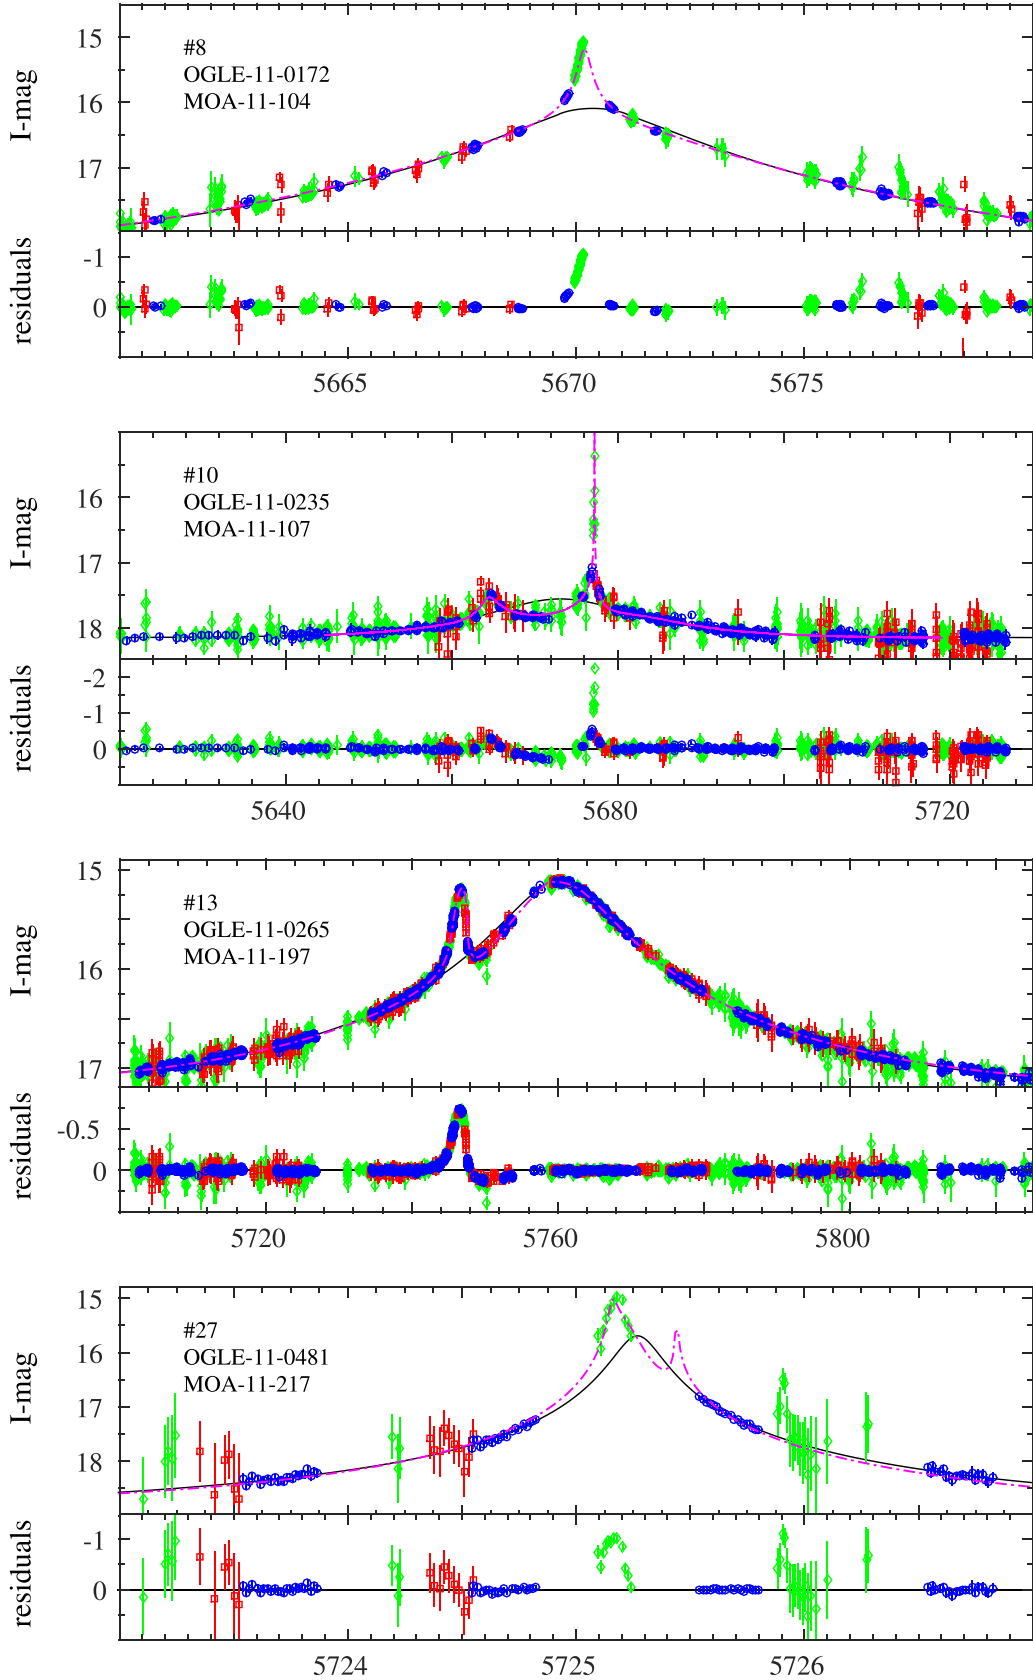 15
16
17
I-mag
#8
OGLE-11-0172
MOA-11-104
-1
0
residuals
5665 5670 5675
16
17
18
I-mag
#10
OGLE-11-0235
MOA-11-107
-2
-1
0
residuals
5640 5680 5720
15
16
17
I-mag
#13
OGLE-11-0265
MOA-11-197
-0.5
0
residuals
5720 5760 5800
15
16
17
18
I-mag
#27
OGLE-11-0481
MOA-11-217
-1
0
residuals
5724 5725 5726